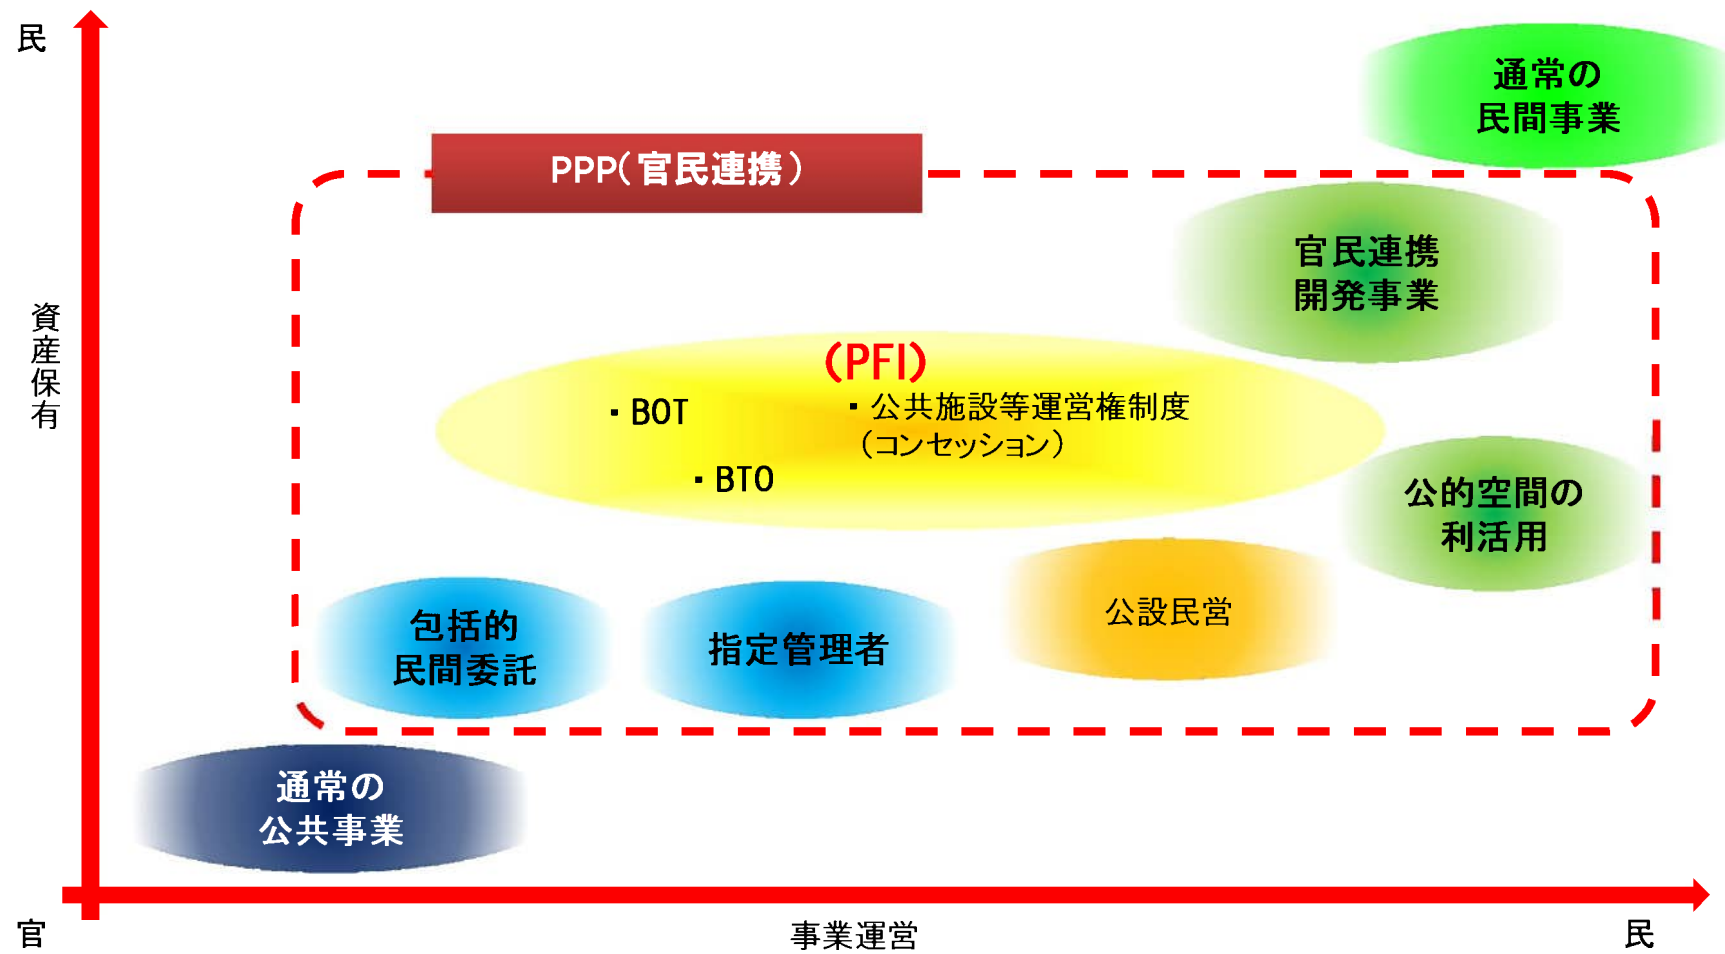 民
通常の
民間事業
PPP(官民連携)
官民連携
開発事業
資産保有
(PFI)
・BOT
・公共施設等運営権制度
(コンセッション)
・BTO
公的空間の
利活用
公設民営
包括的
民間委託
指定管理者
通常の
公共事業
官
事業運営
民